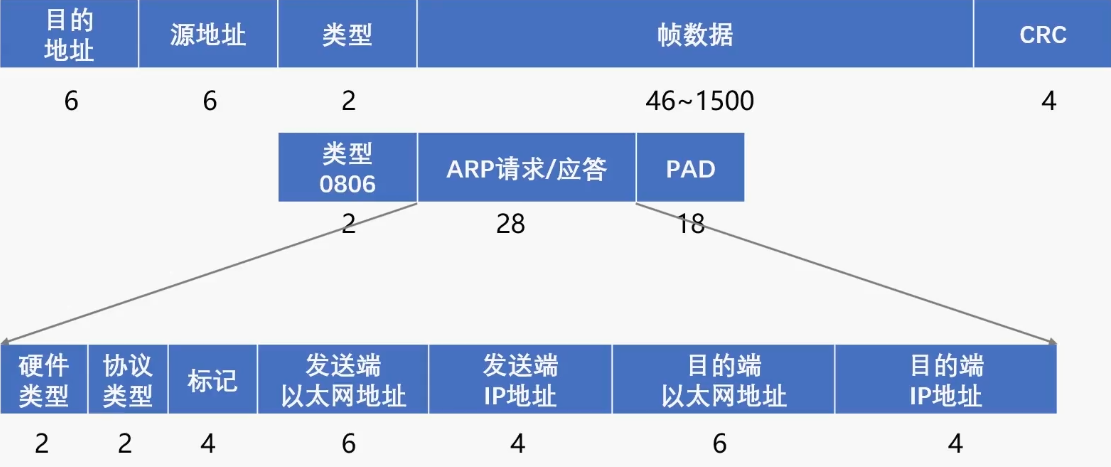 目的
地址
源地址
类型
帧数据
CRC
6
6
2
46~1500
4
类型
0806
ARP请求/应答
PAD
2
28
18
硬件
类型
协议
类型
标记
发送端
以太网地址
发送端
IP地址
目的端
以太网地址
目的端
IP地址
2
2
4
6
4
6
4